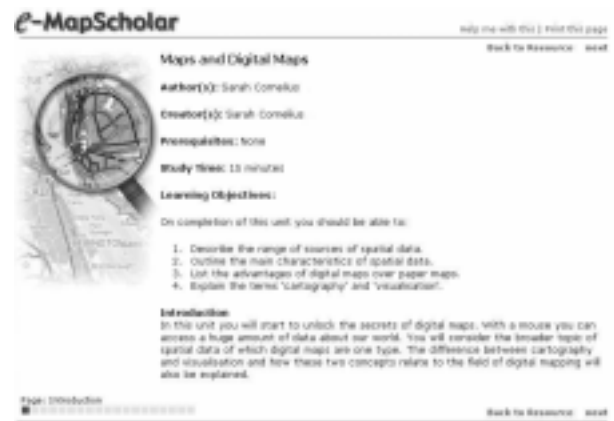 e-MapScholar
Help me with this | Print this page
Back to Resource next
Maps and Digital Maps
Author(s): Sarah Cornelius
Creator(s): Sarah Cornelius
Prerequisites: None
Study Time: 15 minutes
Learning Objectives:
On completion of this unit you should be able to:
1. Describe the range of sources of spatial data.
2. Outline the main characteristics of spatial data.
3. List the advantages of digital maps over paper maps.
4. Explain the terms 'cartography' and 'visualisation'.
Introduction
In this unit you will start to unlock the secrets of digital maps. With a mouse you can
access a huge amount of data about our world. You will consider the broader topic of
spatial data of which digital maps are one type. The difference between cartography
and visualisation and how these two concepts relate to the field of digital mapping will
also be explained.
Page: Introduction
Back to Resource next